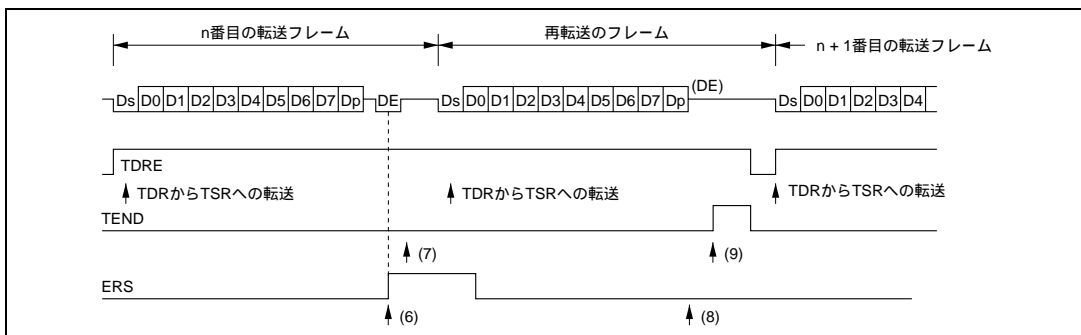 n番目の転送フレーム 再転送のフレーム n + 1番目の転送フレーム
Ds D0 D1 D2 D3 D4 D5 D6 D7 Dp DE Ds D0 D1 D2 D3 D4 D5 D6 D7 Dp (DE) Ds D0 D1 D2 D3 D4
TDRE
TDRからTSRへの転送 TDRからTSRへの転送 TDRからTSRへの転送
TEND
(7) (9)
ERS
(6) (8)